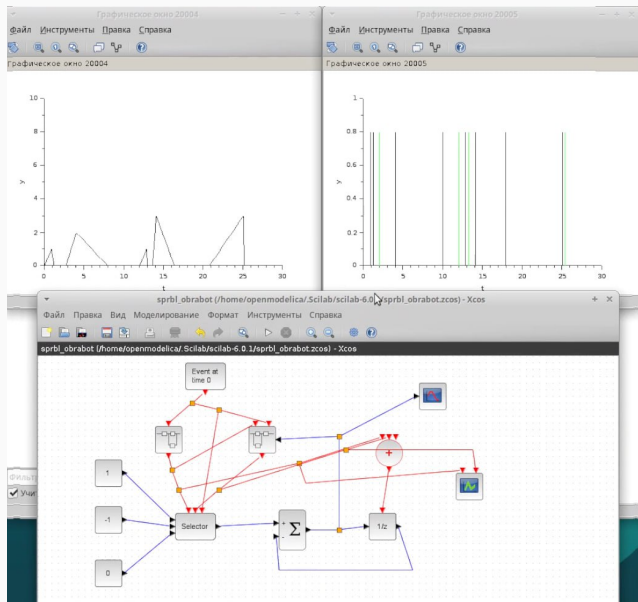 Графическое окно 20004
Файл Инструменты Правка Справка
Графическое окно 20004
10
8
6
4
2
0
y
0 5 10 15 20 25 30
t
Графическое окно 20005
Файл Инструменты Правка Справка
Графическое окно 20005
1
0.8
0.6
0.4
0.2
0
y
0 5 10 15 20 25 30
t
sprbl_obrabot (/home/openmodelica/.Scilab/scilab-6.0.1/sprbl_obrabot.zcos) - Xcos
Файл Правка Вид Моделирование Формат Инструменты Справка
sprbl_obrabot (/home/openmodelica/.Scilab/scilab-6.0.1/sprbl_obrabot.zcos) - Xcos
Event at
time 0
+
1
-1
0
Selector
+
-
Σ
1/z
Фильт
Учи